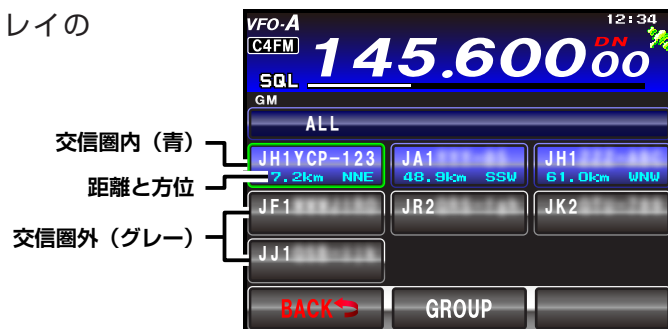 レイの
VFO-A 12:34
C4FM 145.60000 DN
SQL
GM
ALL
交信圏内（青）
JH1YCP-123 JA1 JH1
距離と方位
7.2km NNE 48.9km SSW 61.0km WNW
JF1 JR2 JK2
交信圏外（グレー）
JJ1
BACK GROUP